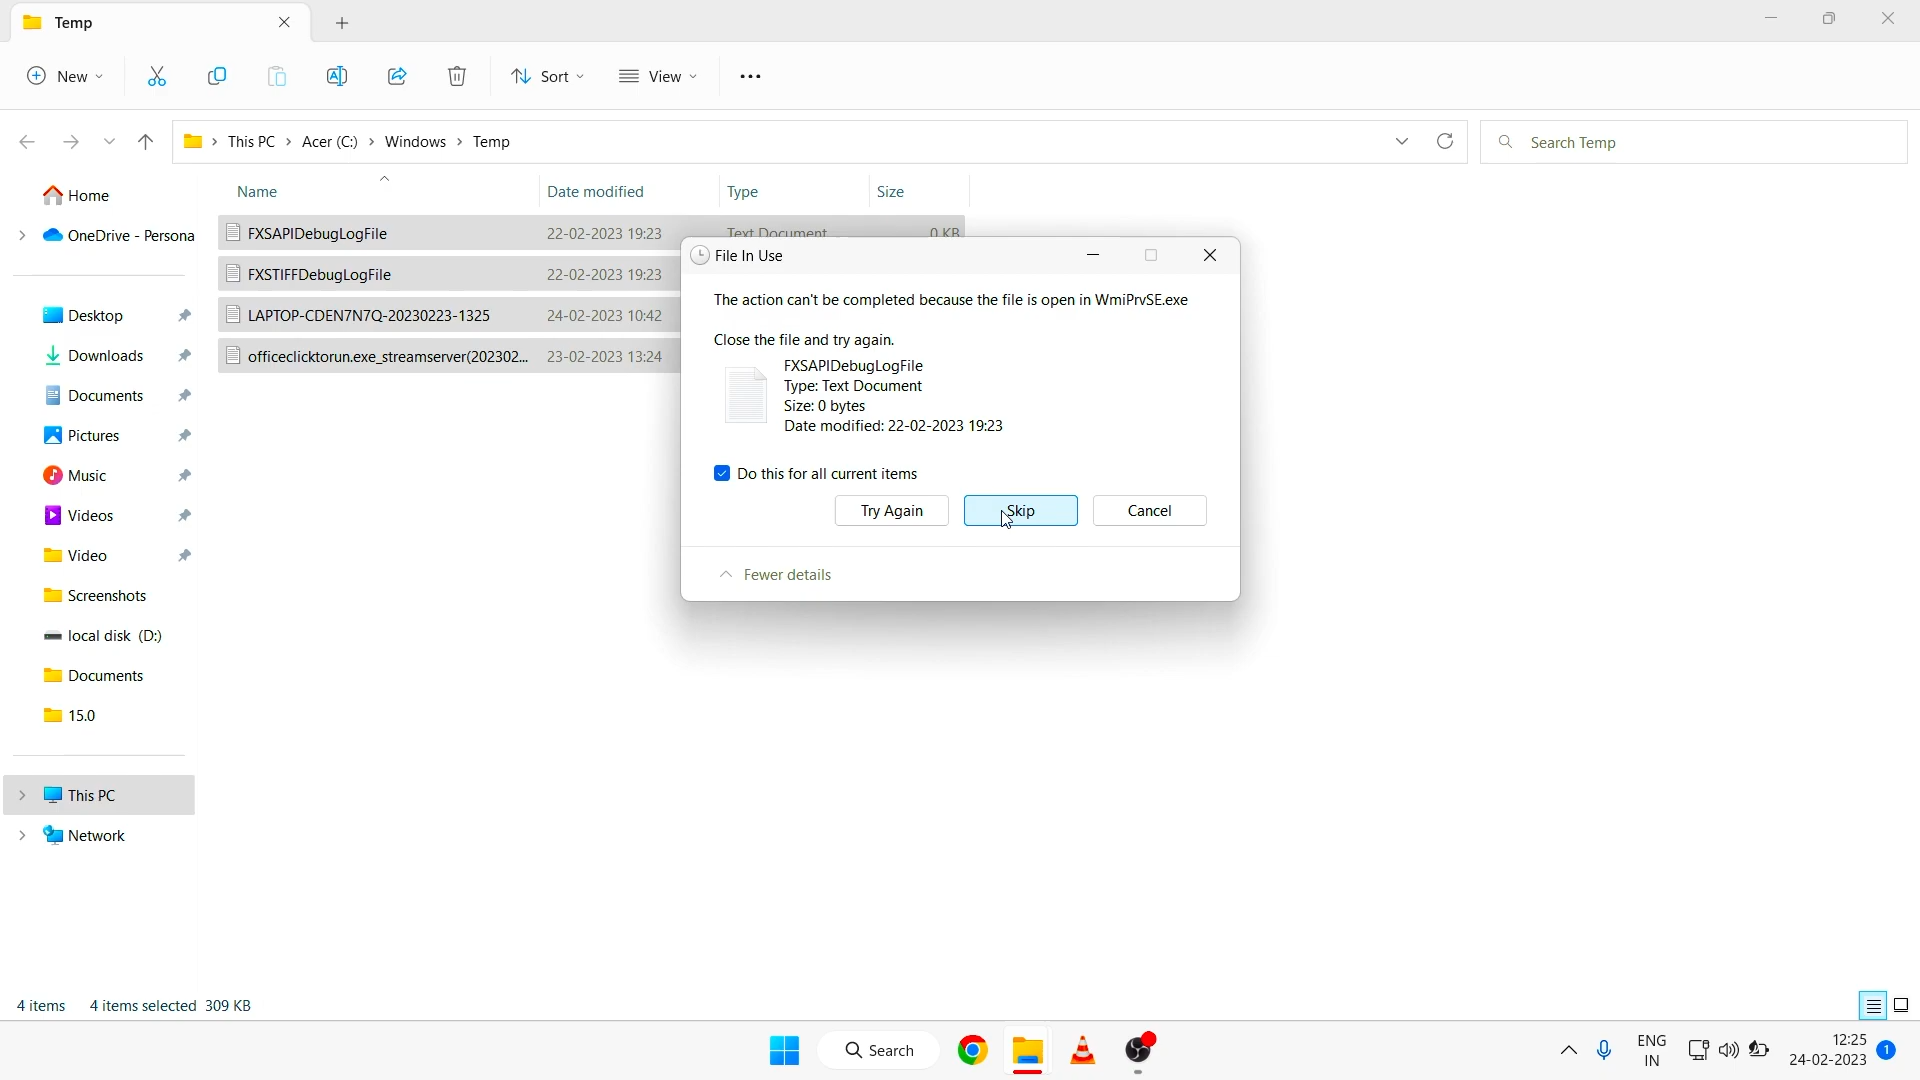 Temp
New
Sort
View
This PC > Acer (C:) > Windows > Temp
Search Temp
Name
Date modified
Type
Size
Home
OneDrive - Persona
Desktop
Downloads
Documents
Pictures
Music
Videos
Video
Screenshots
local disk (D:)
Documents
15.0
This PC
Network
FXSAPIDebugLogFile 22-02-2023 19:23 Text Document 0 KB
FXSTIFFDebugLogFile 22-02-2023 19:23
LAPTOP-CDEN7N7Q-20230223-1325 24-02-2023 10:42
officeclicktorun.exe_streamserver(202302... 23-02-2023 13:24
File In Use
The action can't be completed because the file is open in WmiPrvSE.exe
Close the file and try again.
FXSAPIDebugLogFile
Type: Text Document
Size: 0 bytes
Date modified: 22-02-2023 19:23
Do this for all current items
Try Again
Skip
Cancel
Fewer details
4 items 4 items selected 309 KB
Search
ENG
IN
12:25
24-02-2023
1